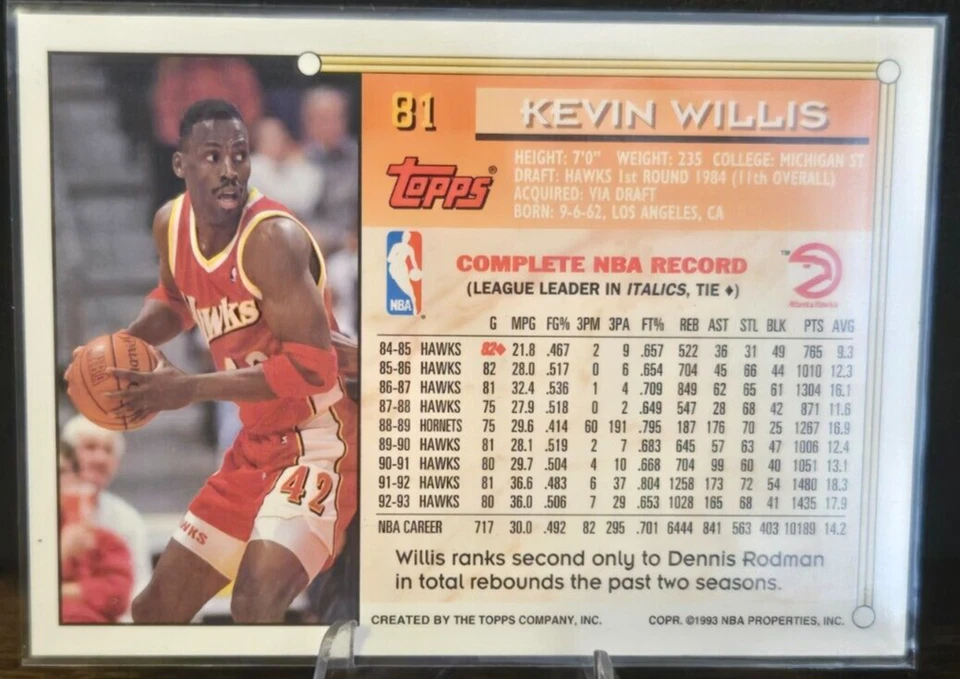 81
KEVIN WILLIS
Topps®
HEIGHT: 7'0" WEIGHT: 235 COLLEGE: MICHIGAN ST
DRAFT: HAWKS 1st ROUND 1984 (11th OVERALL)
ACQUIRED: VIA DRAFT
BORN: 9-6-62, LOS ANGELES, CA
NBA
COMPLETE NBA RECORD
(LEAGUE LEADER IN ITALICS, TIE ♦)
TM
Atlanta Hawks
G MPG FG% 3PM 3PA FT% REB AST STL BLK PTS AVG
84-85 HAWKS 82♦ 21.8 .467 2 9 .657 522 36 31 49 765 9.3
85-86 HAWKS 82 28.0 .517 0 6 .654 704 45 66 44 1010 12.3
86-87 HAWKS 81 32.4 .536 1 4 .709 849 62 65 61 1304 16.1
87-88 HAWKS 75 27.9 .518 0 2 .649 547 28 68 42 871 11.6
88-89 HORNETS 75 29.6 .414 60 191 .795 187 176 70 25 1267 16.9
89-90 HAWKS 81 28.1 .519 2 7 .683 645 57 63 47 1006 12.4
90-91 HAWKS 80 29.7 .504 4 10 .668 704 99 60 40 1051 13.1
91-92 HAWKS 81 36.6 .483 6 37 .804 1258 173 72 54 1480 18.3
92-93 HAWKS 80 36.0 .506 7 29 .653 1028 165 68 41 1435 17.9
NBA CAREER 717 30.0 .492 82 295 .701 6444 841 563 403 10189 14.2
Willis ranks second only to Dennis Rodman
in total rebounds the past two seasons.
CREATED BY THE TOPPS COMPANY, INC. COPR. ©1993 NBA PROPERTIES, INC.
Hawks
42